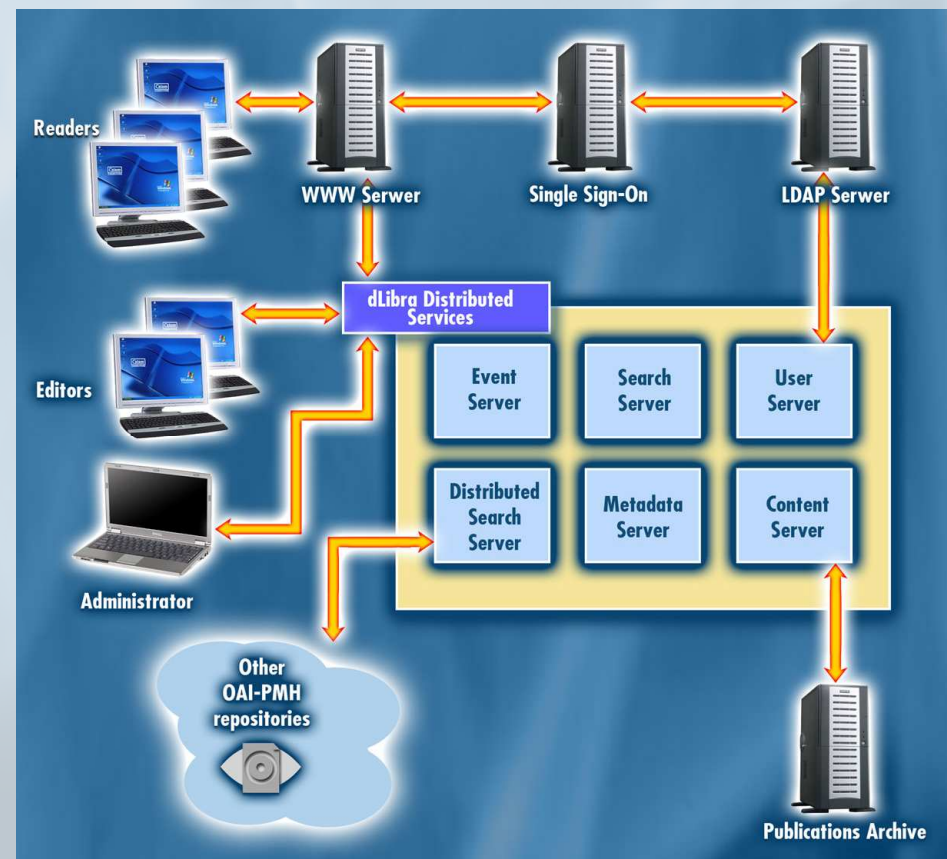 Readers
WWW Serwer
Single Sign-On
LDAP Serwer
dLibra Distributed
Services
Editors
Event
Server
Search
Server
User
Server
Distributed
Search
Server
Metadata
Server
Content
Server
Administrator
Other
OAI-PMH
repositories
Publications Archive